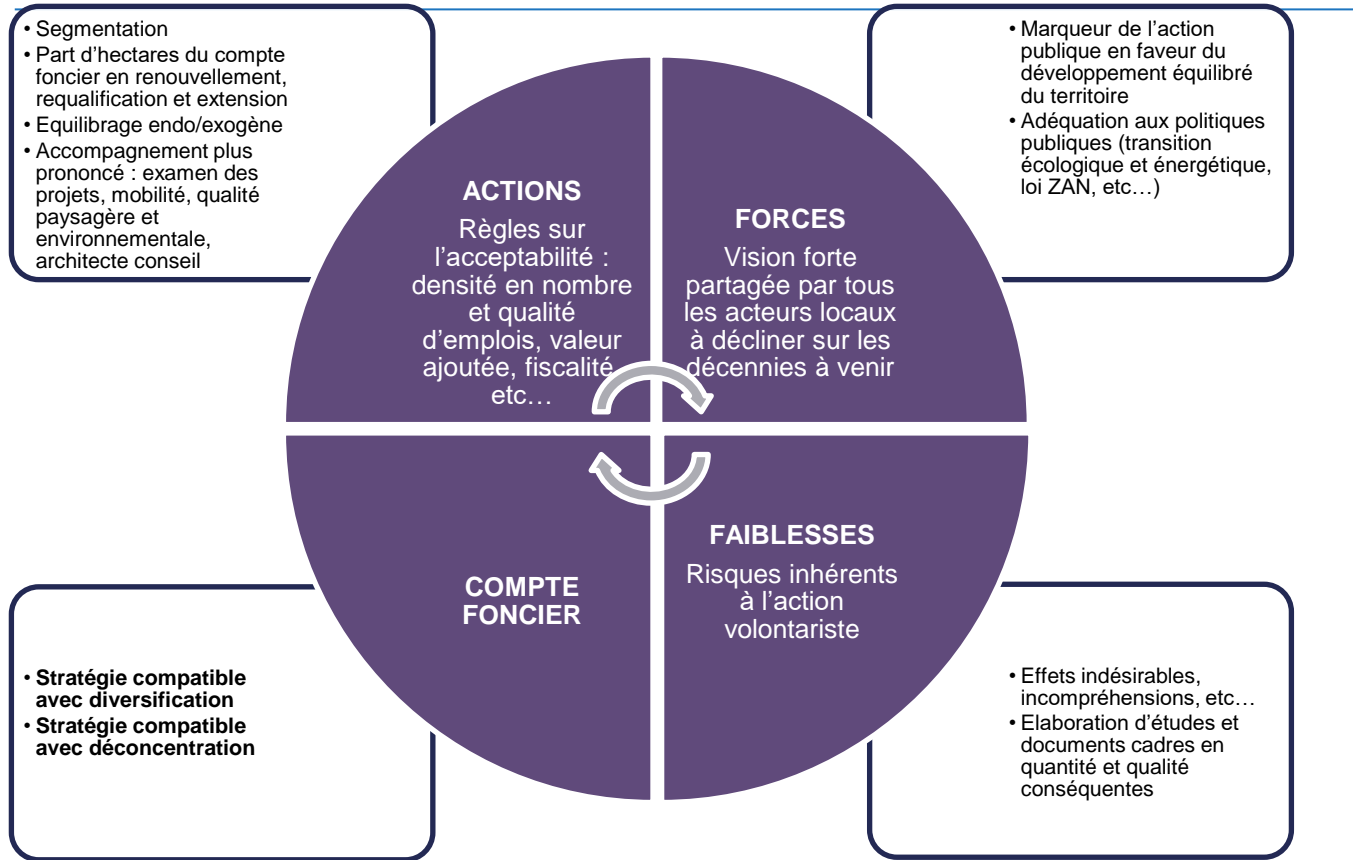 • Segmentation
• Part d'hectares du compte
foncier en renouvellement,
requalification et extension
• Equilibrage endo/exogène
• Accompagnement plus
prononcé : examen des
projets, mobilité, qualité
paysagère et
environnementale,
architecte conseil
ACTIONS
Règles sur
l'acceptabilité :
densité en nombre
et qualité
d'emplois, valeur
ajoutée, fiscalité,
etc…
FORCES
Vision forte
partagée par tous
les acteurs locaux
à décliner sur les
décennies à venir
• Marqueur de l'action
publique en faveur du
développement équilibré
du territoire
• Adéquation aux politiques
publiques (transition
écologique et énergétique,
loi ZAN, etc…)
• Stratégie compatible
avec diversification
• Stratégie compatible
avec déconcentration
COMPTE
FONCIER
FAIBLESSES
Risques inhérents
à l'action
volontariste
• Effets indésirables,
incompréhensions, etc…
• Elaboration d'études et
documents cadres en
quantité et qualité
conséquentes